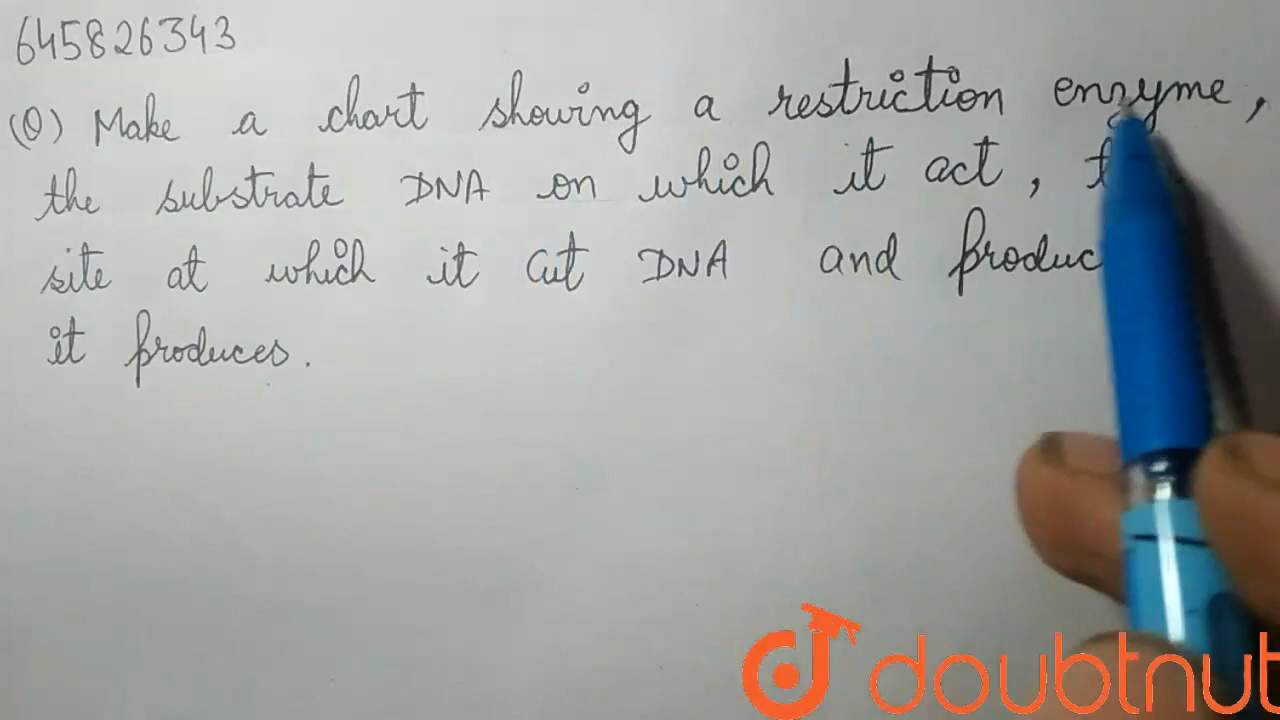 645826343
(Q) Make a chart showing a restriction enzyme,
the substrate DNA on which it act,
site at which it cut DNA and produc
it produces.
doubtnut